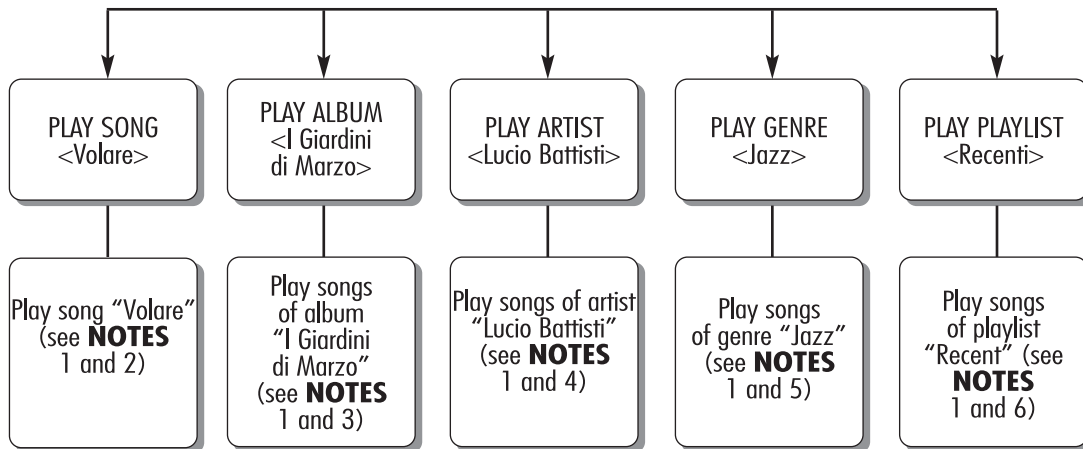 PLAY SONG
<Volare>
PLAY ALBUM
<I Giardini
di Marzo>
PLAY ARTIST
<Lucio Battisti>
PLAY GENRE
<Jazz>
PLAY PLAYLIST
<Recenti>
Play song “Volare”
(see NOTES
1 and 2)
Play songs
of album
“I Giardini
di Marzo”
(see NOTES
1 and 3)
Play songs of artist
“Lucio Battisti”
(see NOTES
1 and 4)
Play songs
of genre “Jazz”
(see NOTES
1 and 5)
Play songs
of playlist
“Recent” (see
NOTES
1 and 6)